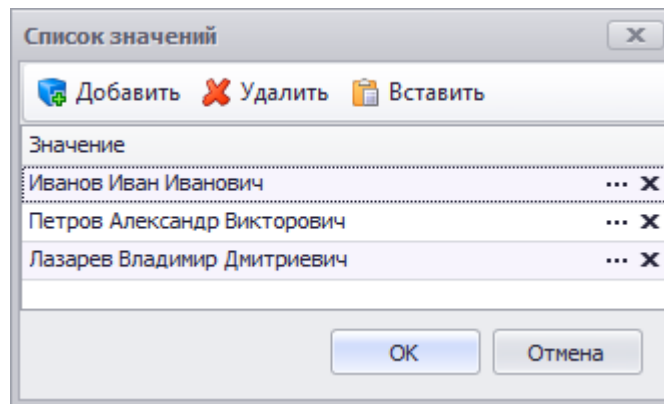 Список значений
Добавить Удалить Вставить
Значение
Иванов Иван Иванович
Петров Александр Викторович
Лазарев Владимир Дмитриевич
ОК Отмена